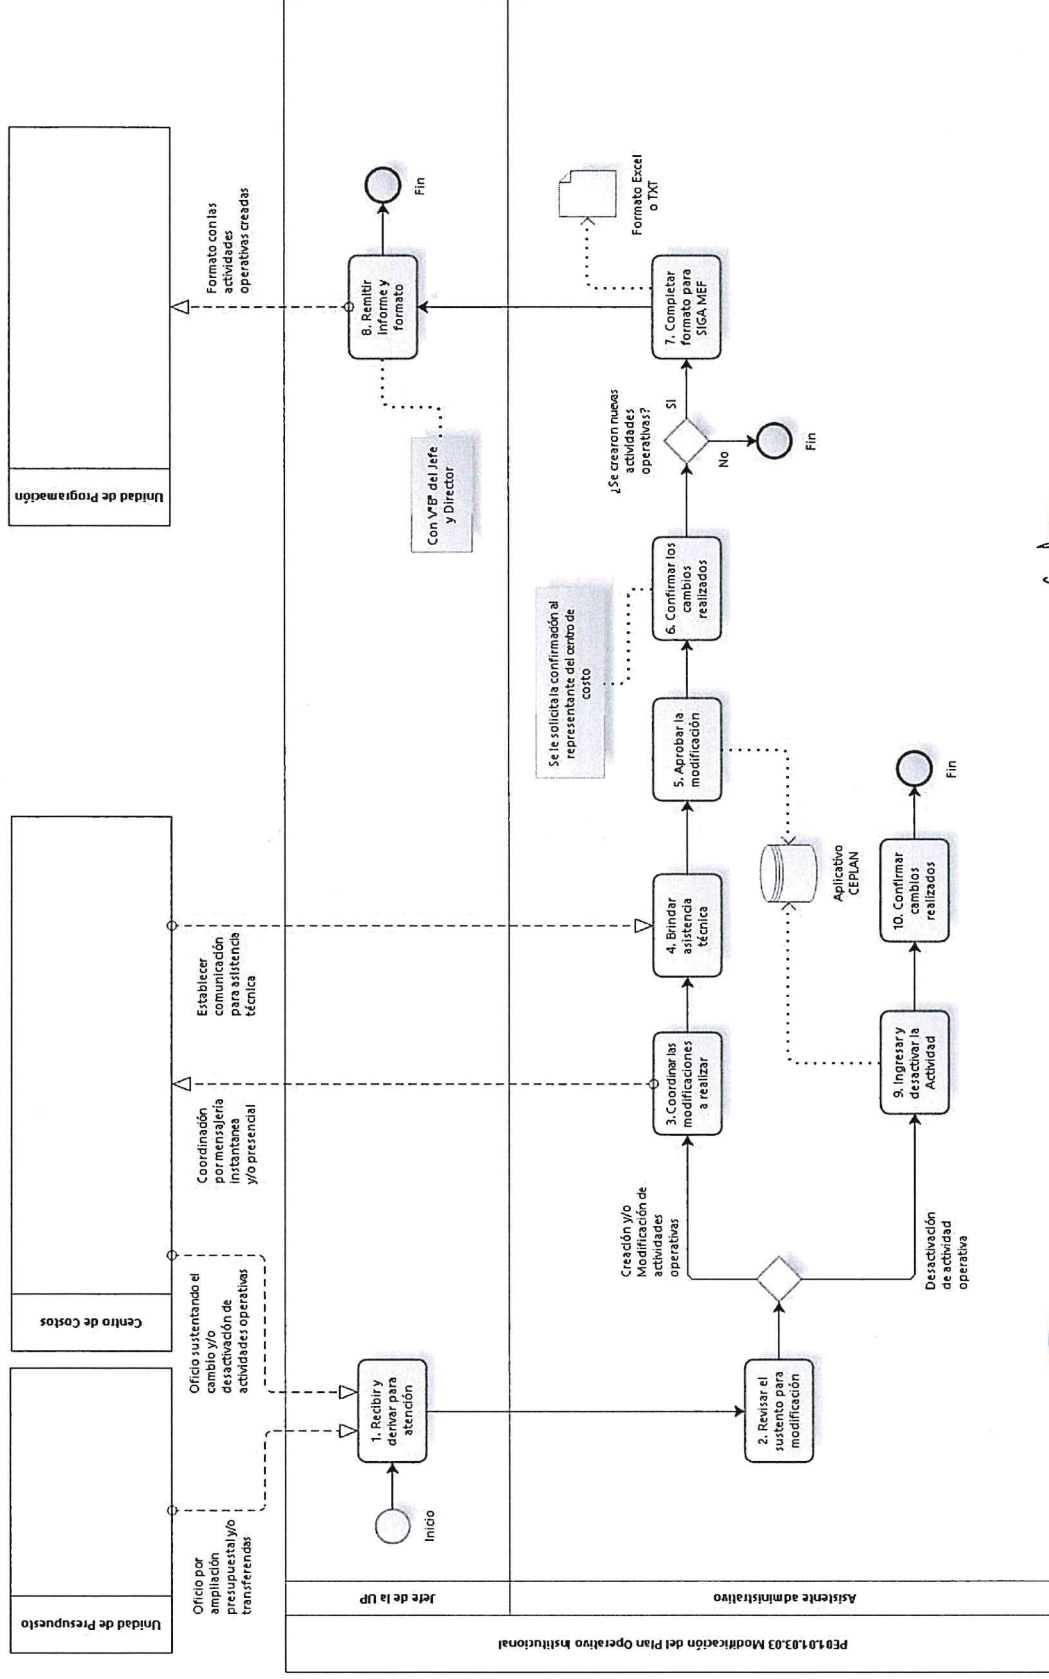 Unidad de Presupuesto
Centro de Costos
Unidad de Programación
Oficio por
ampliación
presupuestal y/o
transferendas
Oficio sustentando el
cambio y/o
desactivación de
actividades operativas
Coordinación
por mensajería
instantanea
y/o presencial
Establecer
comunicación
para asistencia
técnica
Formato con las
actividades
operativas creadas
PE01.01.03.03 Modificación del Plan Operativo Institucional
Jefe de la UP
Inicio
1. Recibir y
derivar para
atención
Con V°B° del Jefe
y Director
8. Remitir
informe y
formato
Fin
Asistente administrativo
2. Revisar el
sustento para
modificación
Creación y/o
Modificación de
actividades
operativas
3. Coordinar las
modificaciones
a realizar
4. Brindar
asistencia
técnica
5. Aprobar la
modificación
Se le solicita la confirmación al
representante del centro de
costo
6. Confirmar los
cambios
realizados
¿Se crearon nuevas
actividades
operativas?
SI
No
Fin
7. Completar
formato para
SIGA MEF
Formato Excel
o TXT
Aplicativo
CEPLAN
Desactivación
de actividad
operativa
9. Ingresar y
desactivar la
Actividad
10. Confirmar
cambios
realizados
Fin